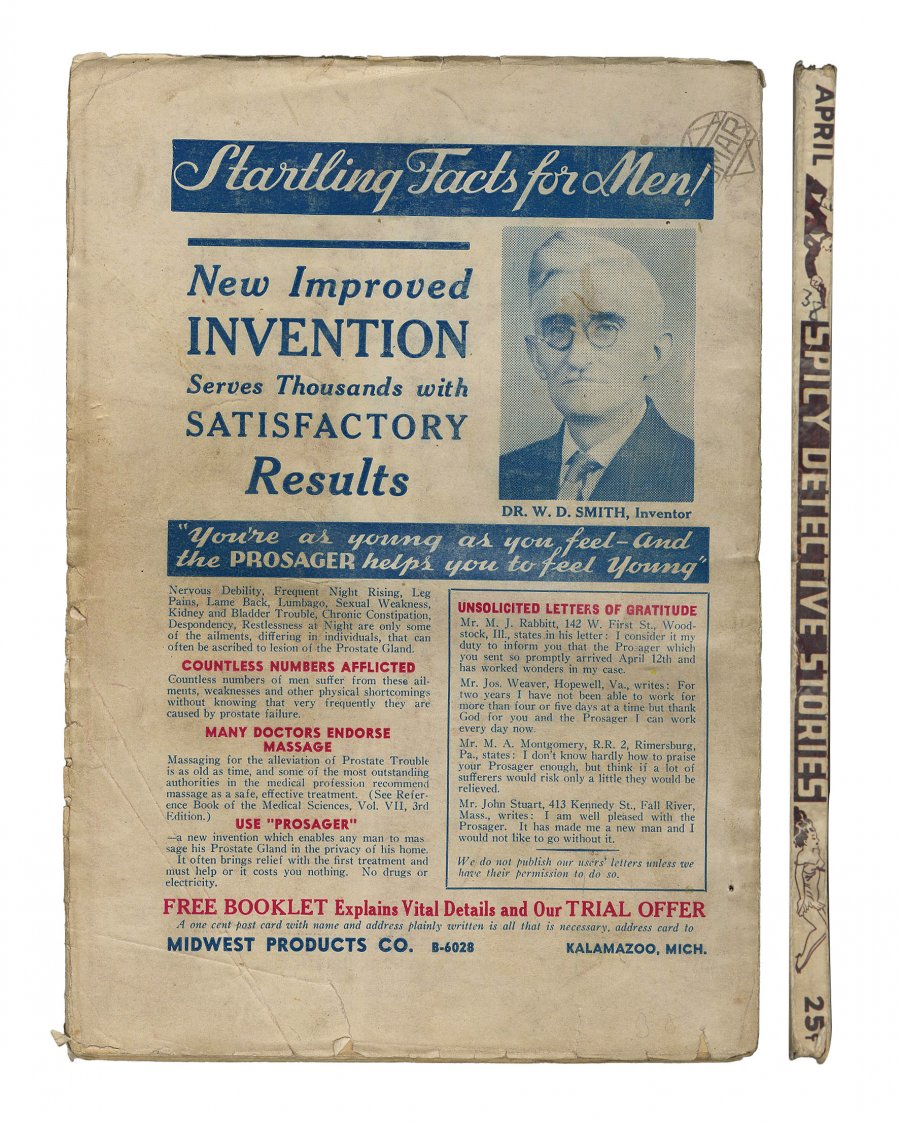 Startling Facts for Men!
New Improved
INVENTION
Serves Thousands with
SATISFACTORY
Results
DR. W. D. SMITH, Inventor
"You're as young as you feel-And
the PROSAGER helps you to feel Young"
Nervous Debility, Frequent Night Rising, Leg
Pains, Lame Back, Lumbago, Sexual Weakness,
Kidney and Bladder Trouble, Chronic Constipation,
Despondency, Restlessness at Night are only some
of the ailments, differing in individuals, that can
often be ascribed to lesion of the Prostate Gland.
COUNTLESS NUMBERS AFFLICTED
Countless numbers of men suffer from these ail-
ments, weaknesses and other physical shortcomings
without knowing that very frequently they are
caused by prostate failure.
MANY DOCTORS ENDORSE
MASSAGE
Massaging for the alleviation of Prostate Trouble
is as old as time, and some of the most outstanding
authorities in the medical profession recommend
massage as a safe, effective treatment. (See Refer-
ence Book of the Medical Sciences, Vol. VII, 3rd
Edition.)
USE "PROSAGER"
—a new invention which enables any man to mas
sage his Prostate Gland in the privacy of his home.
It often brings relief with the first treatment and
must help or it costs you nothing. No drugs or
electricity.
UNSOLICITED LETTERS OF GRATITUDE
Mr. M. J. Rabbitt, 142 W. First St., Wood-
stock, Ill., states in his letter: I consider it my
duty to inform you that the Prosager which
you sent so promptly arrived April 12th and
has worked wonders in my case.
Mr. Jos. Weaver, Hopewell, Va., writes: For
two years I have not been able to work for
more than four or five days at a time but thank
God for you and the Prosager I can work
every day now.
Mr. M. A. Montgomery, R.R. 2, Rimersburg,
Pa., states: I don't know hardly how to praise
your Prosager enough, but think if a lot of
sufferers would risk only a little they would be
relieved.
Mr. John Stuart, 413 Kennedy St., Fall River,
Mass., writes: I am well pleased with the
Prosager. It has made me a new man and I
would not like to go without it.
We do not publish our users' letters unless we
have their permission to do so.
FREE BOOKLET Explains Vital Details and Our TRIAL OFFER
A one cent post card with name and address plainly written is all that is necessary, address card to
MIDWEST PRODUCTS CO. B-6028 KALAMAZOO, MICH.
MAR
APRIL
SPICY DETECTIVE STORIES
25¢